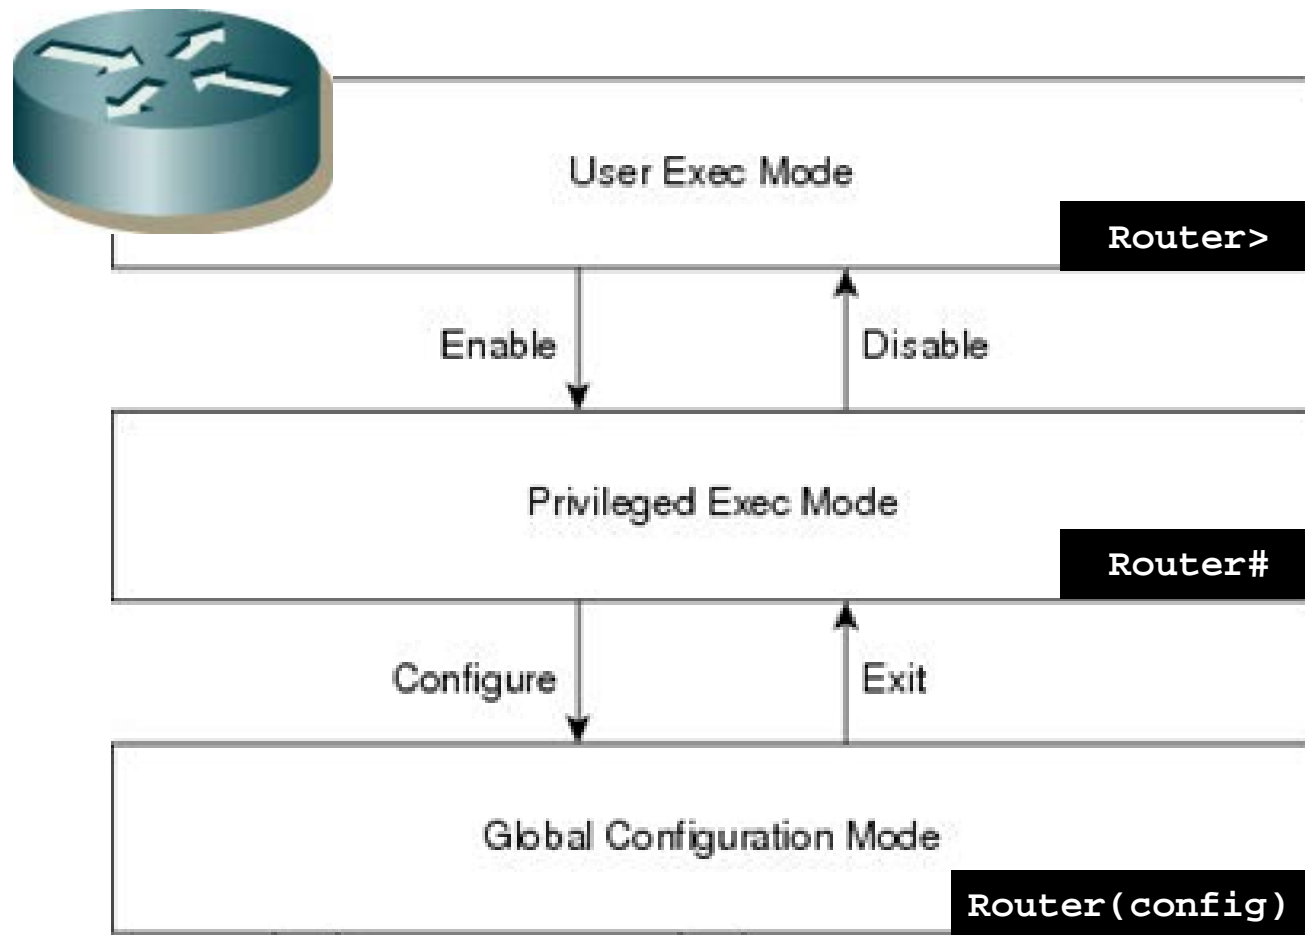 User Exec Mode
Router>
Enable
Disable
Privileged Exec Mode
Router#
Configure
Exit
Global Configuration Mode
Router(config)